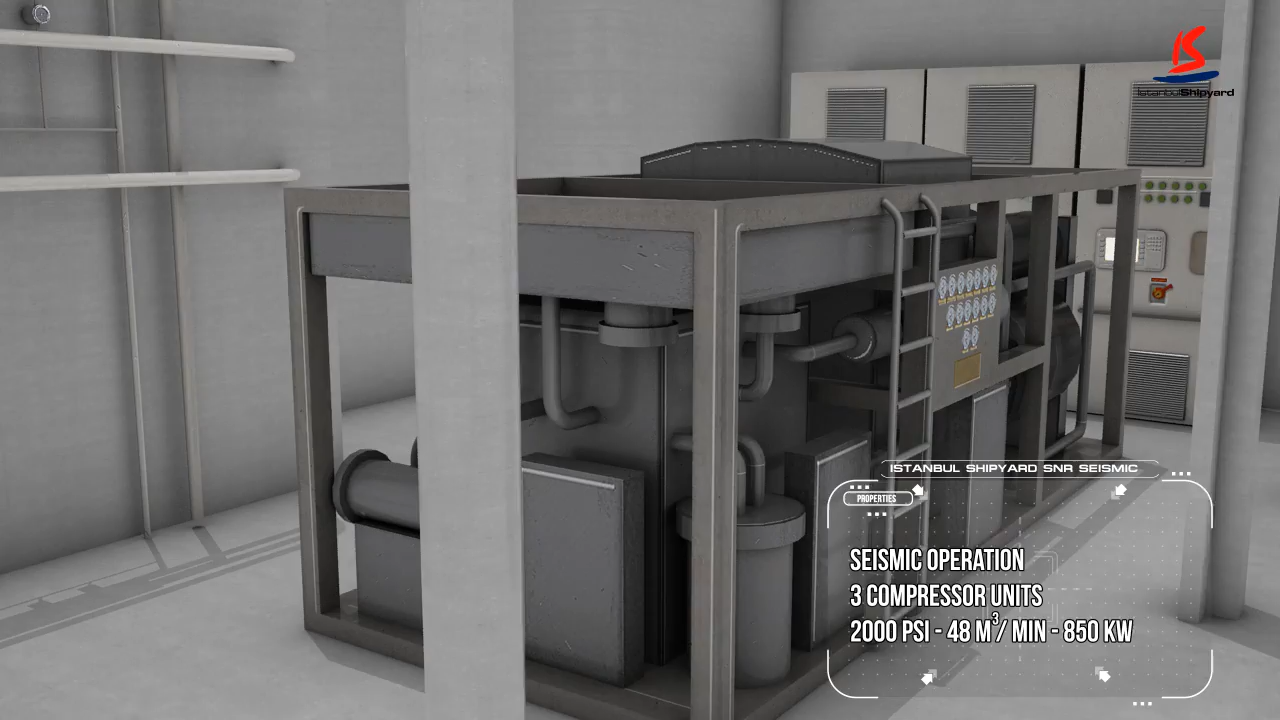 IstanbulShipyard
ISTANBUL SHIPYARD SNR SEISMIC
PROPERTIES
SEISMIC OPERATION
3 COMPRESSOR UNITS
2000 PSI - 48 M³/ MIN - 850 KW